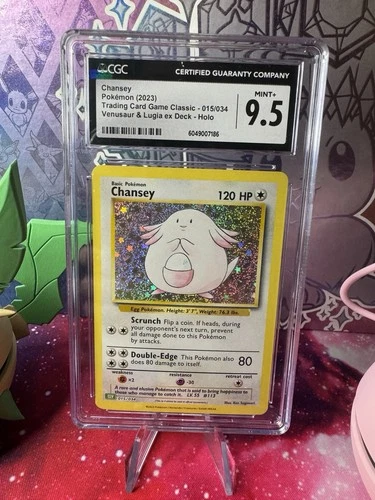 CGC
CERTIFIED GUARANTY COMPANY
Chansey
Pokémon (2023)
Trading Card Game Classic - 015/034
Venusaur & Lugia ex Deck - Holo
MINT+
9.5
6049007186
Basic Pokémon
Chansey
120 HP
Egg Pokémon. Height: 3' 7", Weight: 76.3 lbs.
Scrunch Flip a coin. If heads, during
your opponent's next turn, prevent
all damage done to this Pokémon
by attacks.
Double-Edge This Pokémon also
does 80 damage to itself.
80
weakness
resistance
retreat cost
×2
-30
A rare and elusive Pokémon that is said to bring happiness to
those who manage to catch it. LV. 55 #113